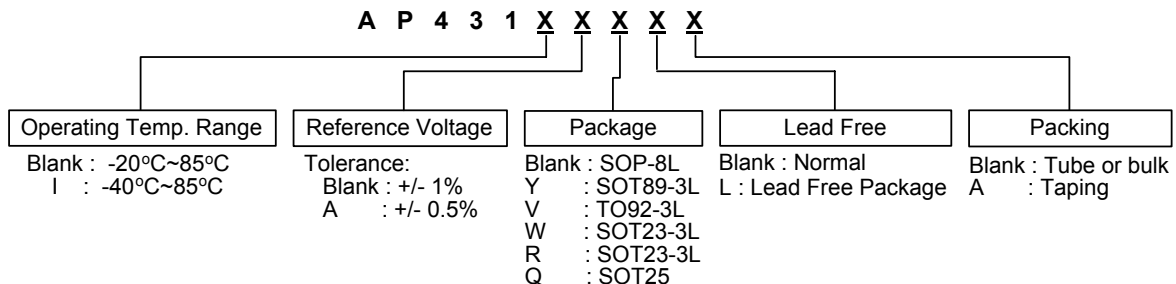 A P 4 3 1 X X X X X
Operating Temp. Range
Blank : -20°C~85°C
I : -40°C~85°C
Reference Voltage
Tolerance:
Blank : +/- 1%
A : +/- 0.5%
Package
Blank : SOP-8L
Y : SOT89-3L
V : TO92-3L
W : SOT23-3L
R : SOT23-3L
Q : SOT25
Lead Free
Blank : Normal
L : Lead Free Package
Packing
Blank : Tube or bulk
A : Taping